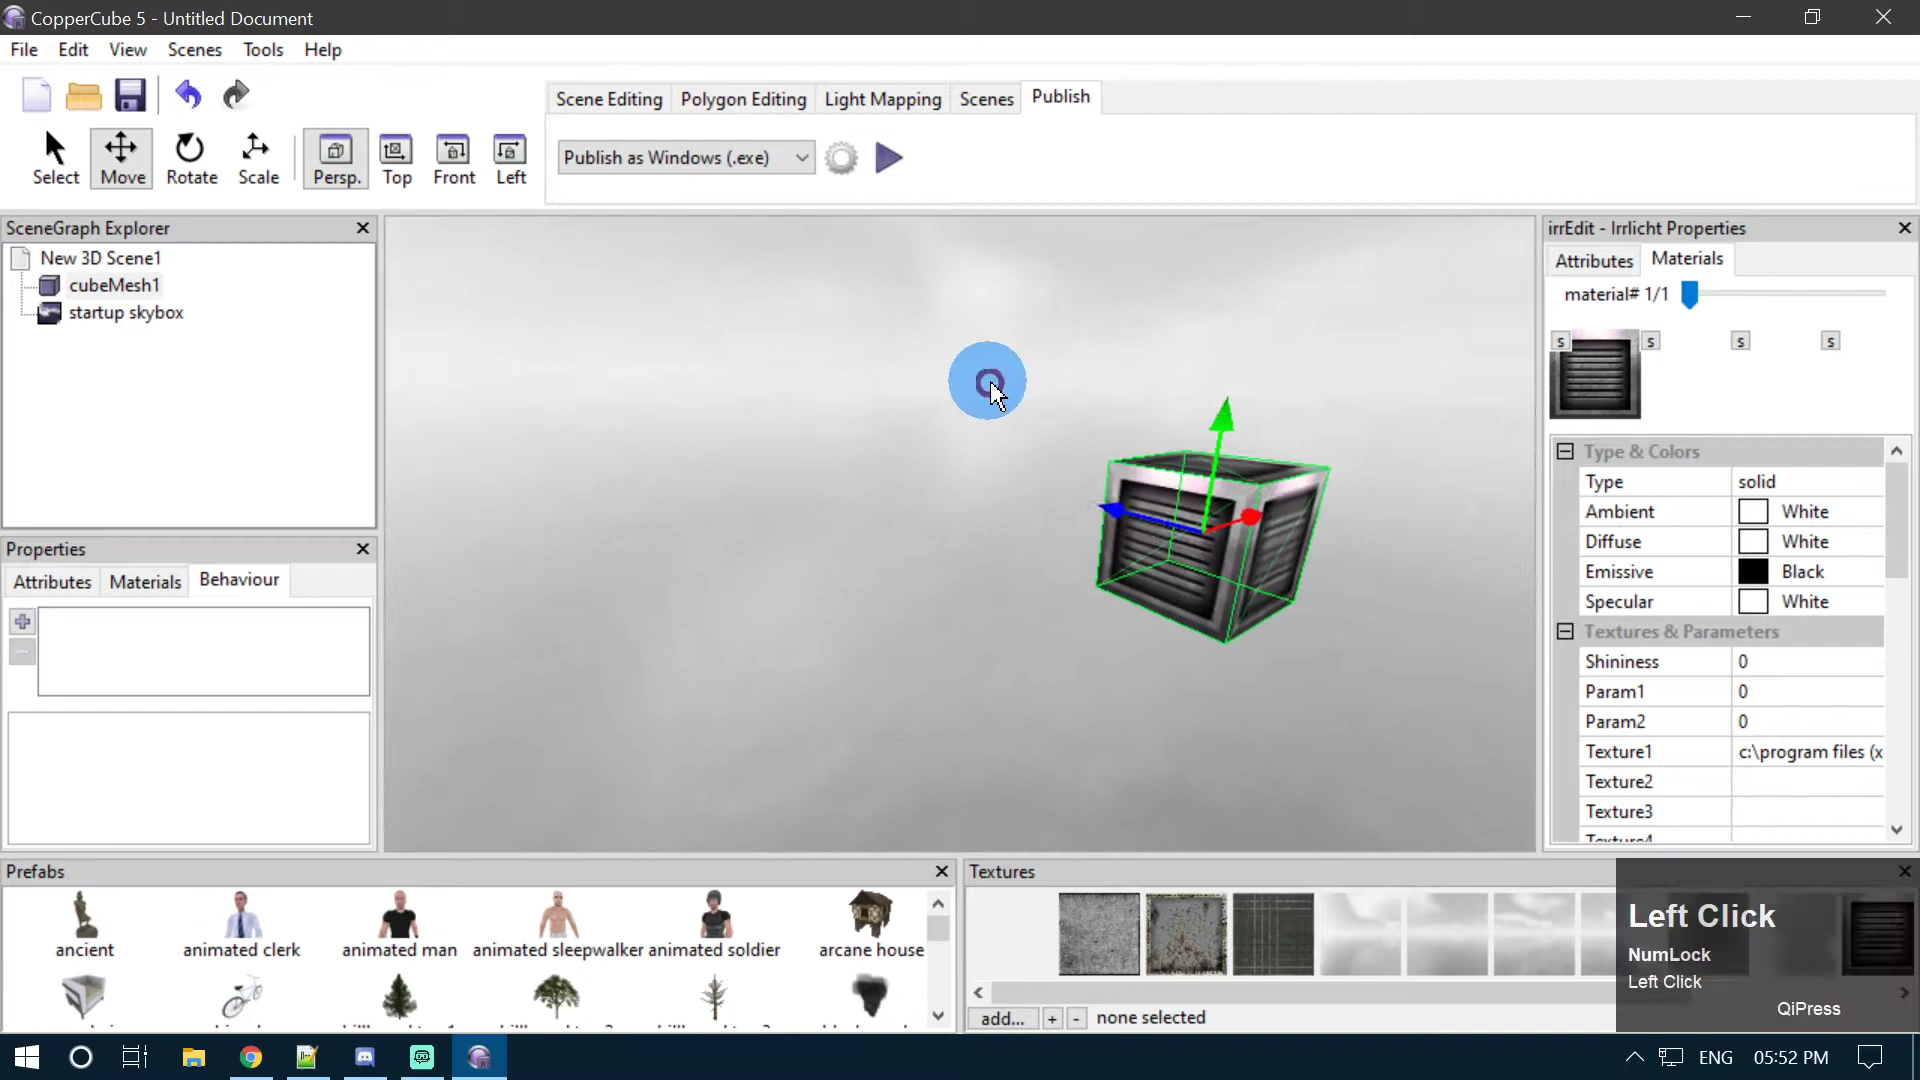 CopperCube 5 - Untitled Document
File Edit View Scenes Tools Help
Scene Editing Polygon Editing Light Mapping Scenes Publish
Publish as Windows (.exe)
Select Move Rotate Scale Persp. Top Front Left
SceneGraph Explorer
New 3D Scene1
cubeMesh1
startup skybox
Properties
Attributes Materials Behaviour
irrEdit - Irrlicht Properties
Attributes Materials
material# 1/1
s s s s
Type & Colors
Type solid
Ambient White
Diffuse White
Emissive Black
Specular White
Textures & Parameters
Shininess 0
Param1 0
Param2 0
Texture1 c:\program files (x
Texture2
Texture3
Texture4
Prefabs
ancient animated clerk animated man animated sleepwalker animated soldier arcane house
Textures
add... + - none selected
Left Click
NumLock
Left Click
QiPress
ENG 05:52 PM